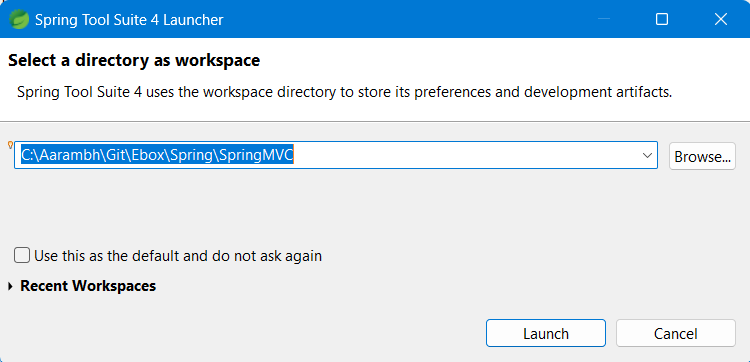 Spring Tool Suite 4 Launcher
Select a directory as workspace
Spring Tool Suite 4 uses the workspace directory to store its preferences and development artifacts.
C:\Aarambh\Git\Ebox\Spring\SpringMVC
Browse...
Use this as the default and do not ask again
Recent Workspaces
Launch
Cancel